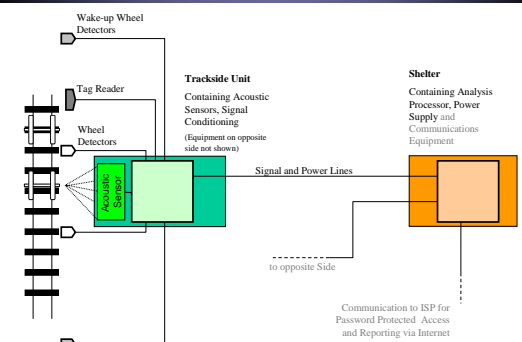 Wake-up Wheel
Detectors
Tag Reader
Wheel
Detectors
Trackside Unit
Containing Acoustic
Sensors, Signal
Conditioning
(Equipment on opposite
side not shown)
Acoustic
Sensor
Signal and Power Lines
Shelter
Containing Analysis
Processor, Power
Supply and
Communications
Equipment
to opposite Side
Communication to ISP for
Password Protected Access
and Reporting via Internet